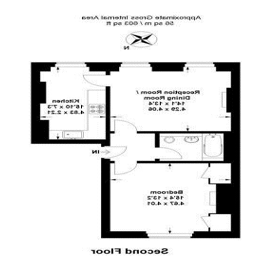 Approximate Gross Internal Area
56 sq m / 603 sq ft
N
Kitchen
15'10 x 7'3
4.83 x 2.21
Reception Room /
Dining Room
14'1 x 13'4
4.29 x 4.06
IN
Bedroom
15'4 x 13'2
4.67 x 4.01
Second Floor